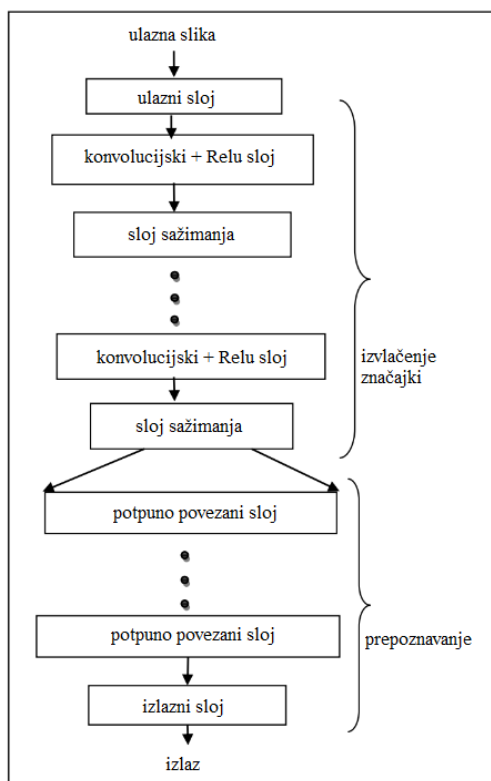 ulazna slika
ulazni sloj
konvolucijski + Relu sloj
sloj sažimanja
konvolucijski + Relu sloj
sloj sažimanja
izvlačenje
značajki
potpuno povezani sloj
potpuno povezani sloj
izlazni sloj
prepoznavanje
izlaz